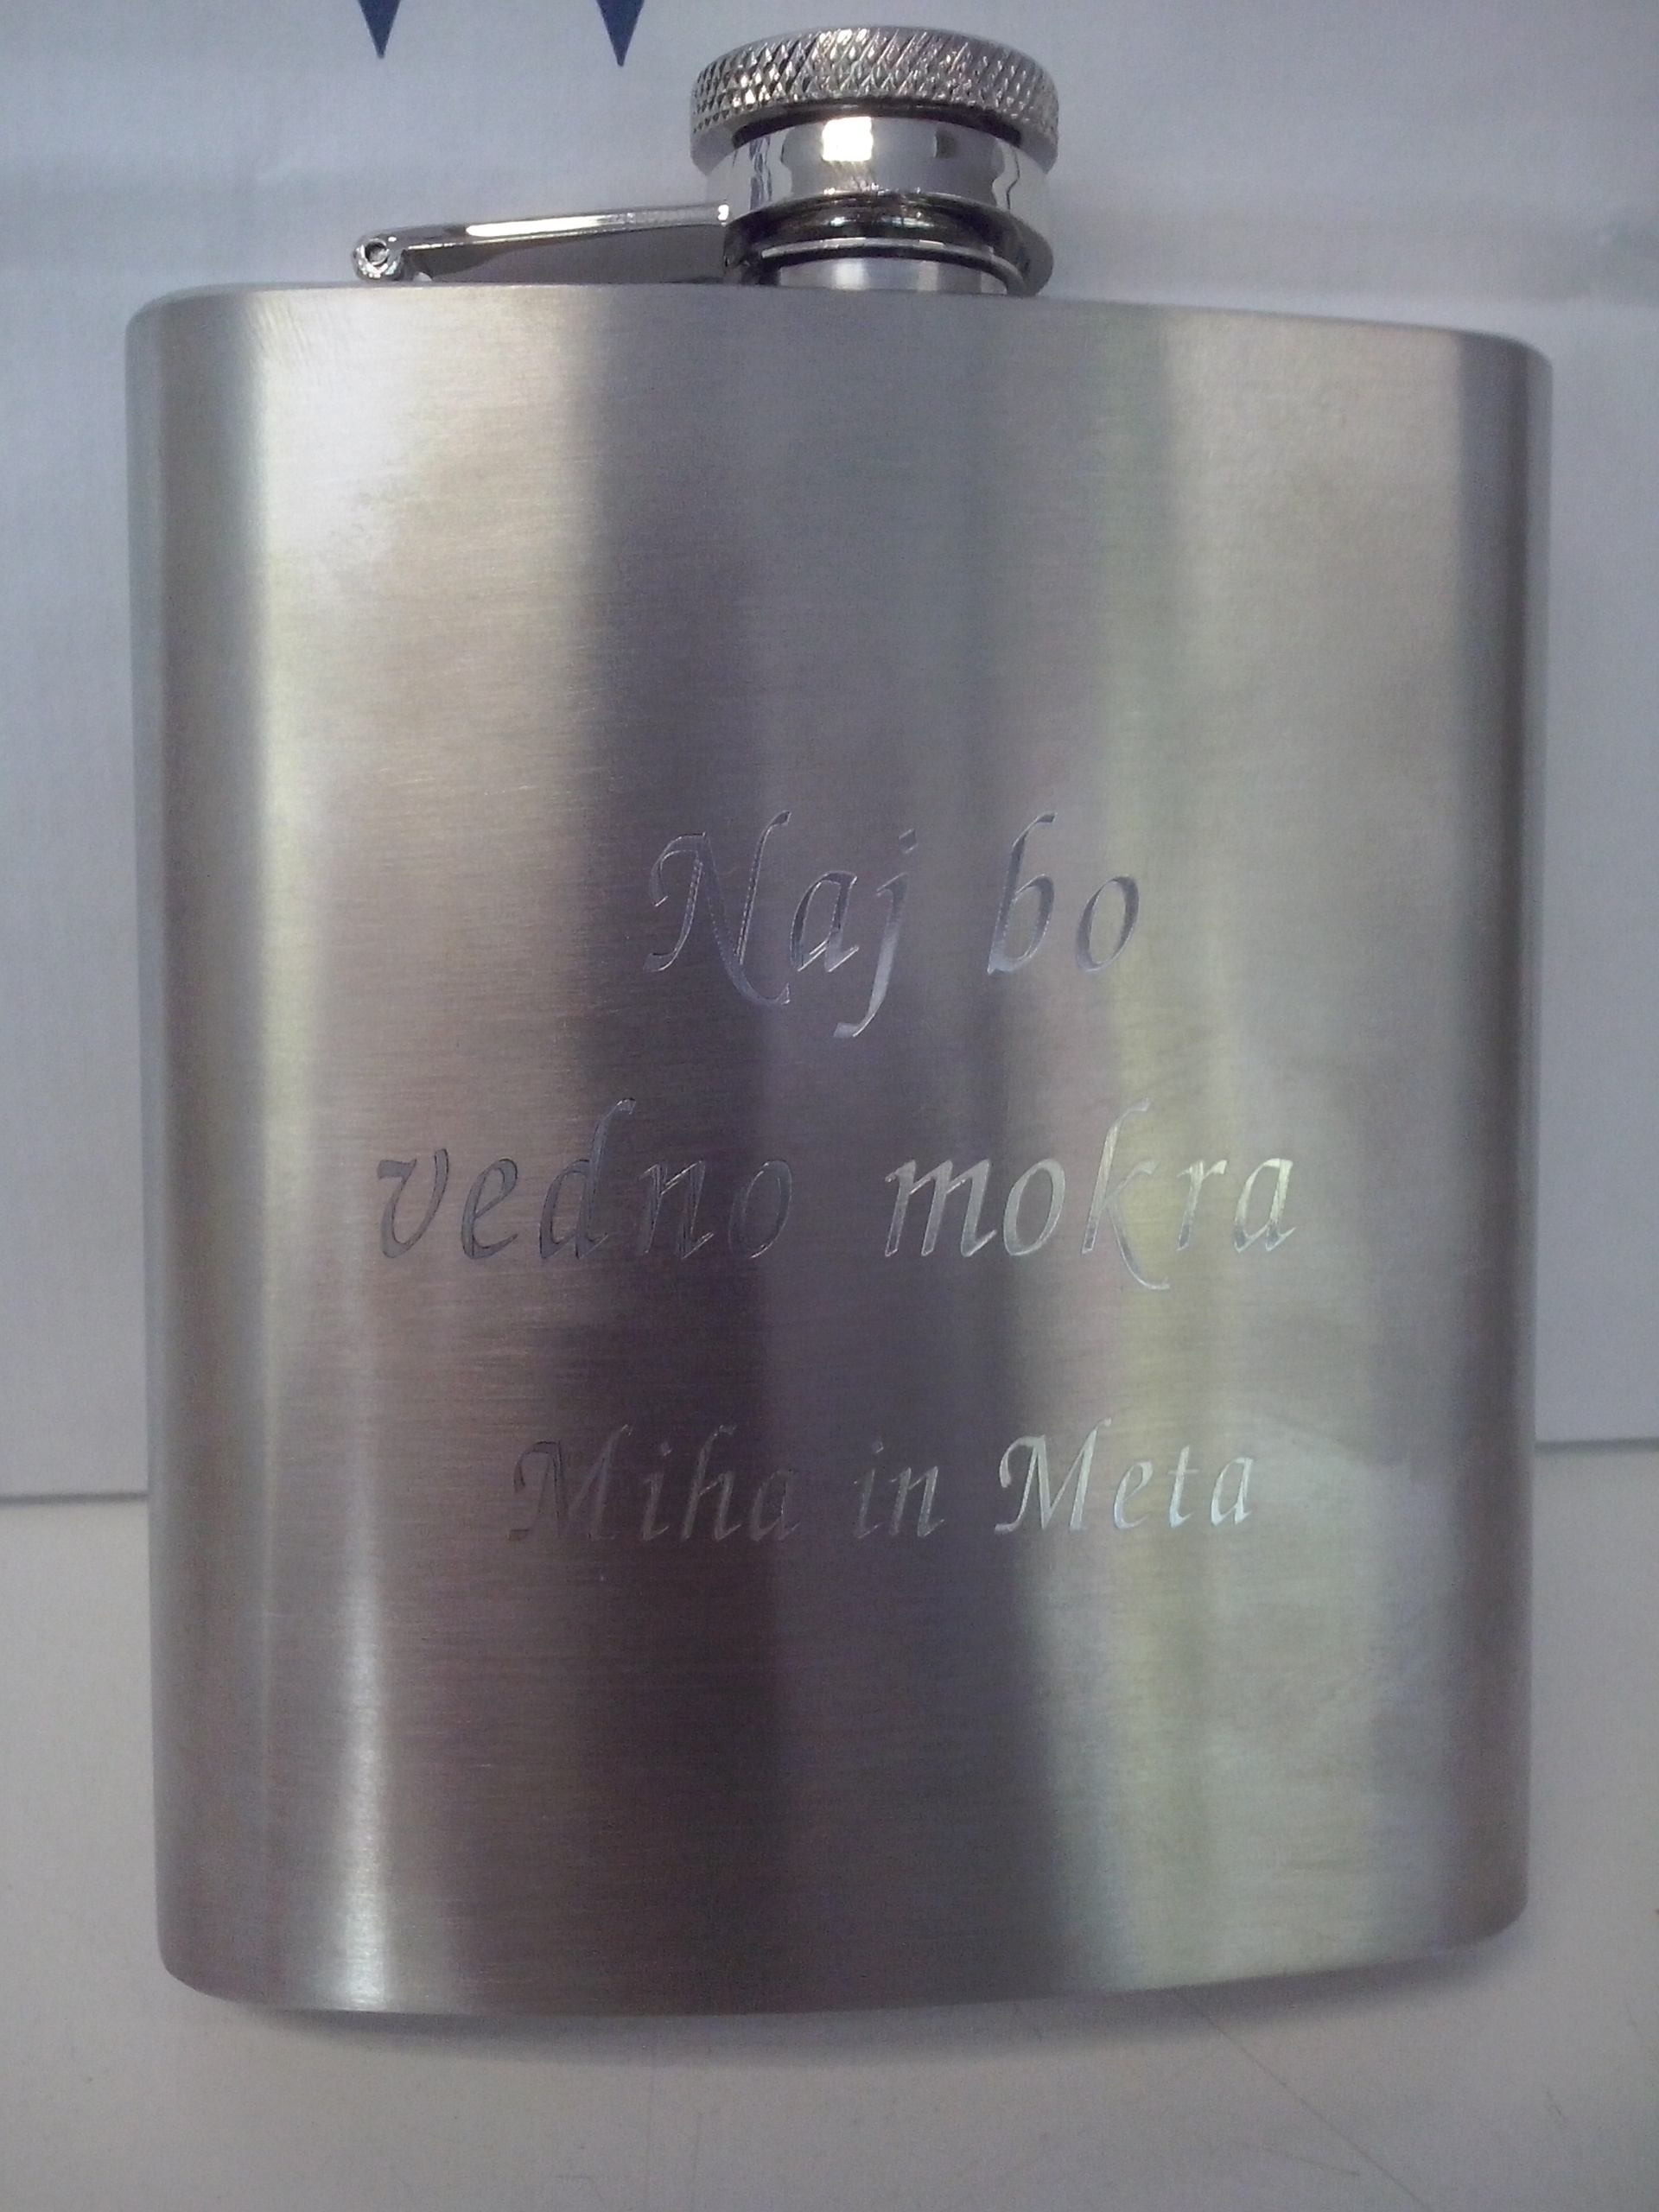 Naj bo
vedno mokra
Miha in Meta